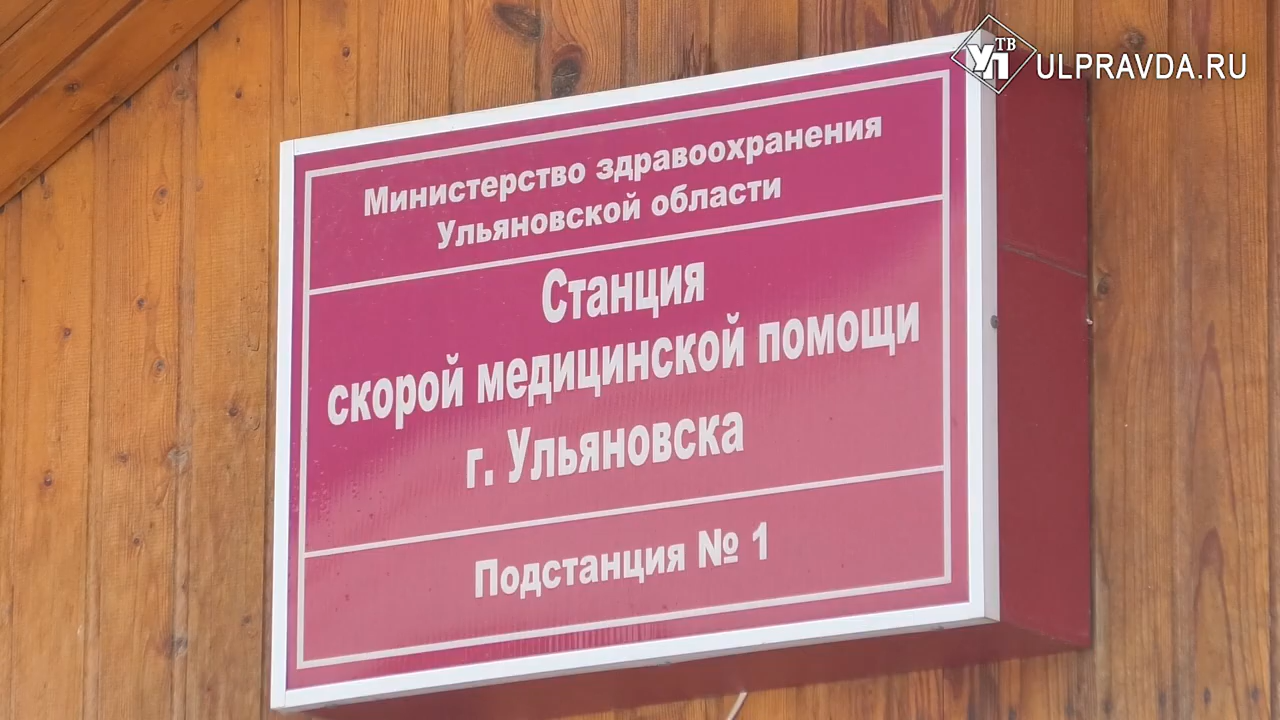 УП ТВ ULPRAVDA.RU
Министерство здравоохранения
Ульяновской области
Станция
скорой медицинской помощи
г. Ульяновска
Подстанция № 1